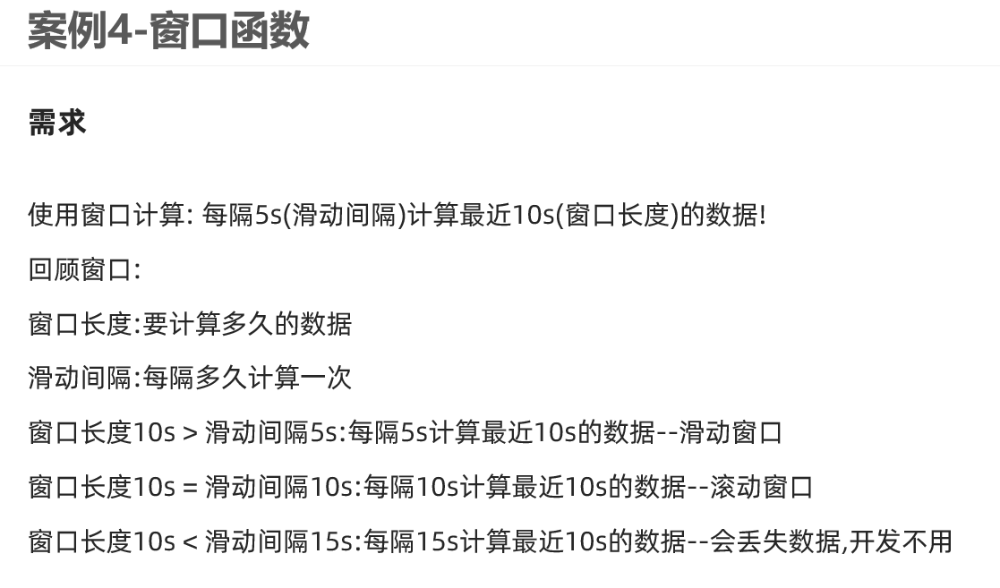 案例4-窗口函数
需求
使用窗口计算: 每隔5s(滑动间隔)计算最近10s(窗口长度)的数据!
回顾窗口:
窗口长度:要计算多久的数据
滑动间隔:每隔多久计算一次
窗口长度10s > 滑动间隔5s:每隔5s计算最近10s的数据--滑动窗口
窗口长度10s = 滑动间隔10s:每隔10s计算最近10s的数据--滚动窗口
窗口长度10s < 滑动间隔15s:每隔15s计算最近10s的数据--会丢失数据,开发不用